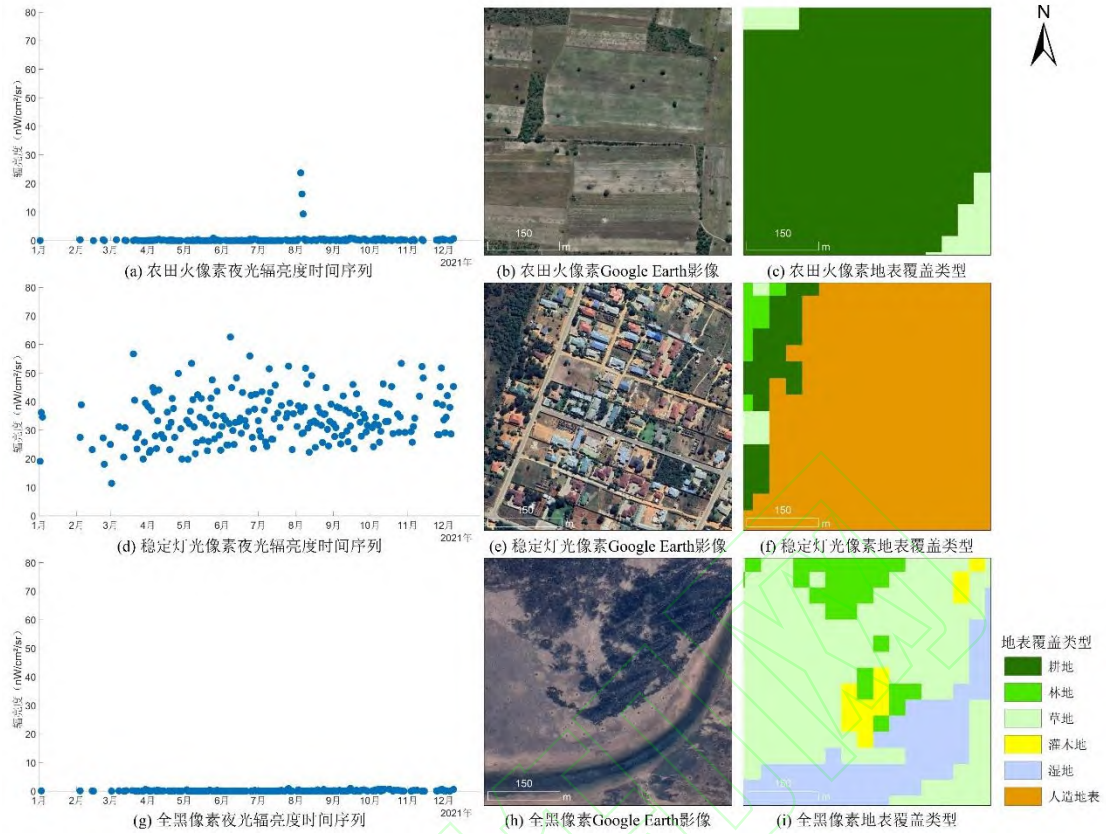 N
80
70
60
50
40
30
20
10
0
辐亮度（nW/cm²/sr）
1月 2月 3月 4月 5月 6月 7月 8月 9月 10月 11月 12月
2021年
150
m
150
m
(a) 农田火像素夜光辐亮度时间序列
(b) 农田火像素Google Earth影像
(c) 农田火像素地表覆盖类型
80
70
60
50
40
30
20
10
0
辐亮度（nW/cm²/sr）
1月 2月 3月 4月 5月 6月 7月 8月 9月 10月 11月 12月
2021年
150
m
150
m
(d) 稳定灯光像素夜光辐亮度时间序列
(e) 稳定灯光像素Google Earth影像
(f) 稳定灯光像素地表覆盖类型
80
70
60
50
40
30
20
10
0
辐亮度（nW/cm²/sr）
1月 2月 3月 4月 5月 6月 7月 8月 9月 10月 11月 12月
2021年
150
m
m
(g) 全黑像素夜光辐亮度时间序列
(h) 全黑像素Google Earth影像
(i) 全黑像素地表覆盖类型
地表覆盖类型
耕地
林地
草地
灌木地
湿地
人造地表